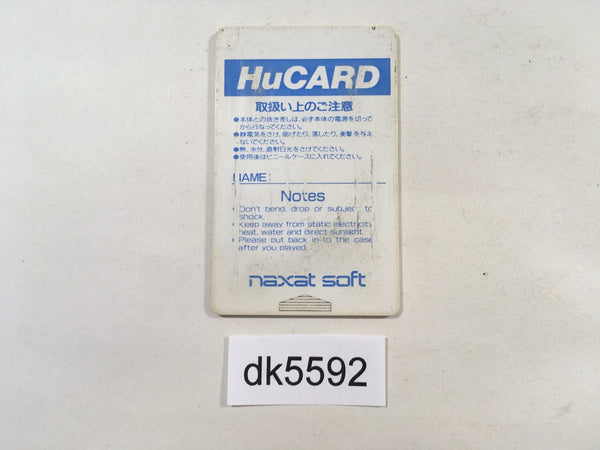 HuCARD
取扱い上のご注意
●本体との抜き差しは、必ず本体の電源を切って
から行なってください。
●静電気をさけ、曲げたり、落したり、衝撃を与え
ないでください。
●熱、水分、直射日光をさけてください。
●使用後はビニールケースに入れてください。
NAME:
Notes
• Don't bend, drop or subject to
shock.
• Keep away from static electricity,
heat, water and direct sunlight.
• Please put back in-to the case
after you played.
naxat soft
dk5592